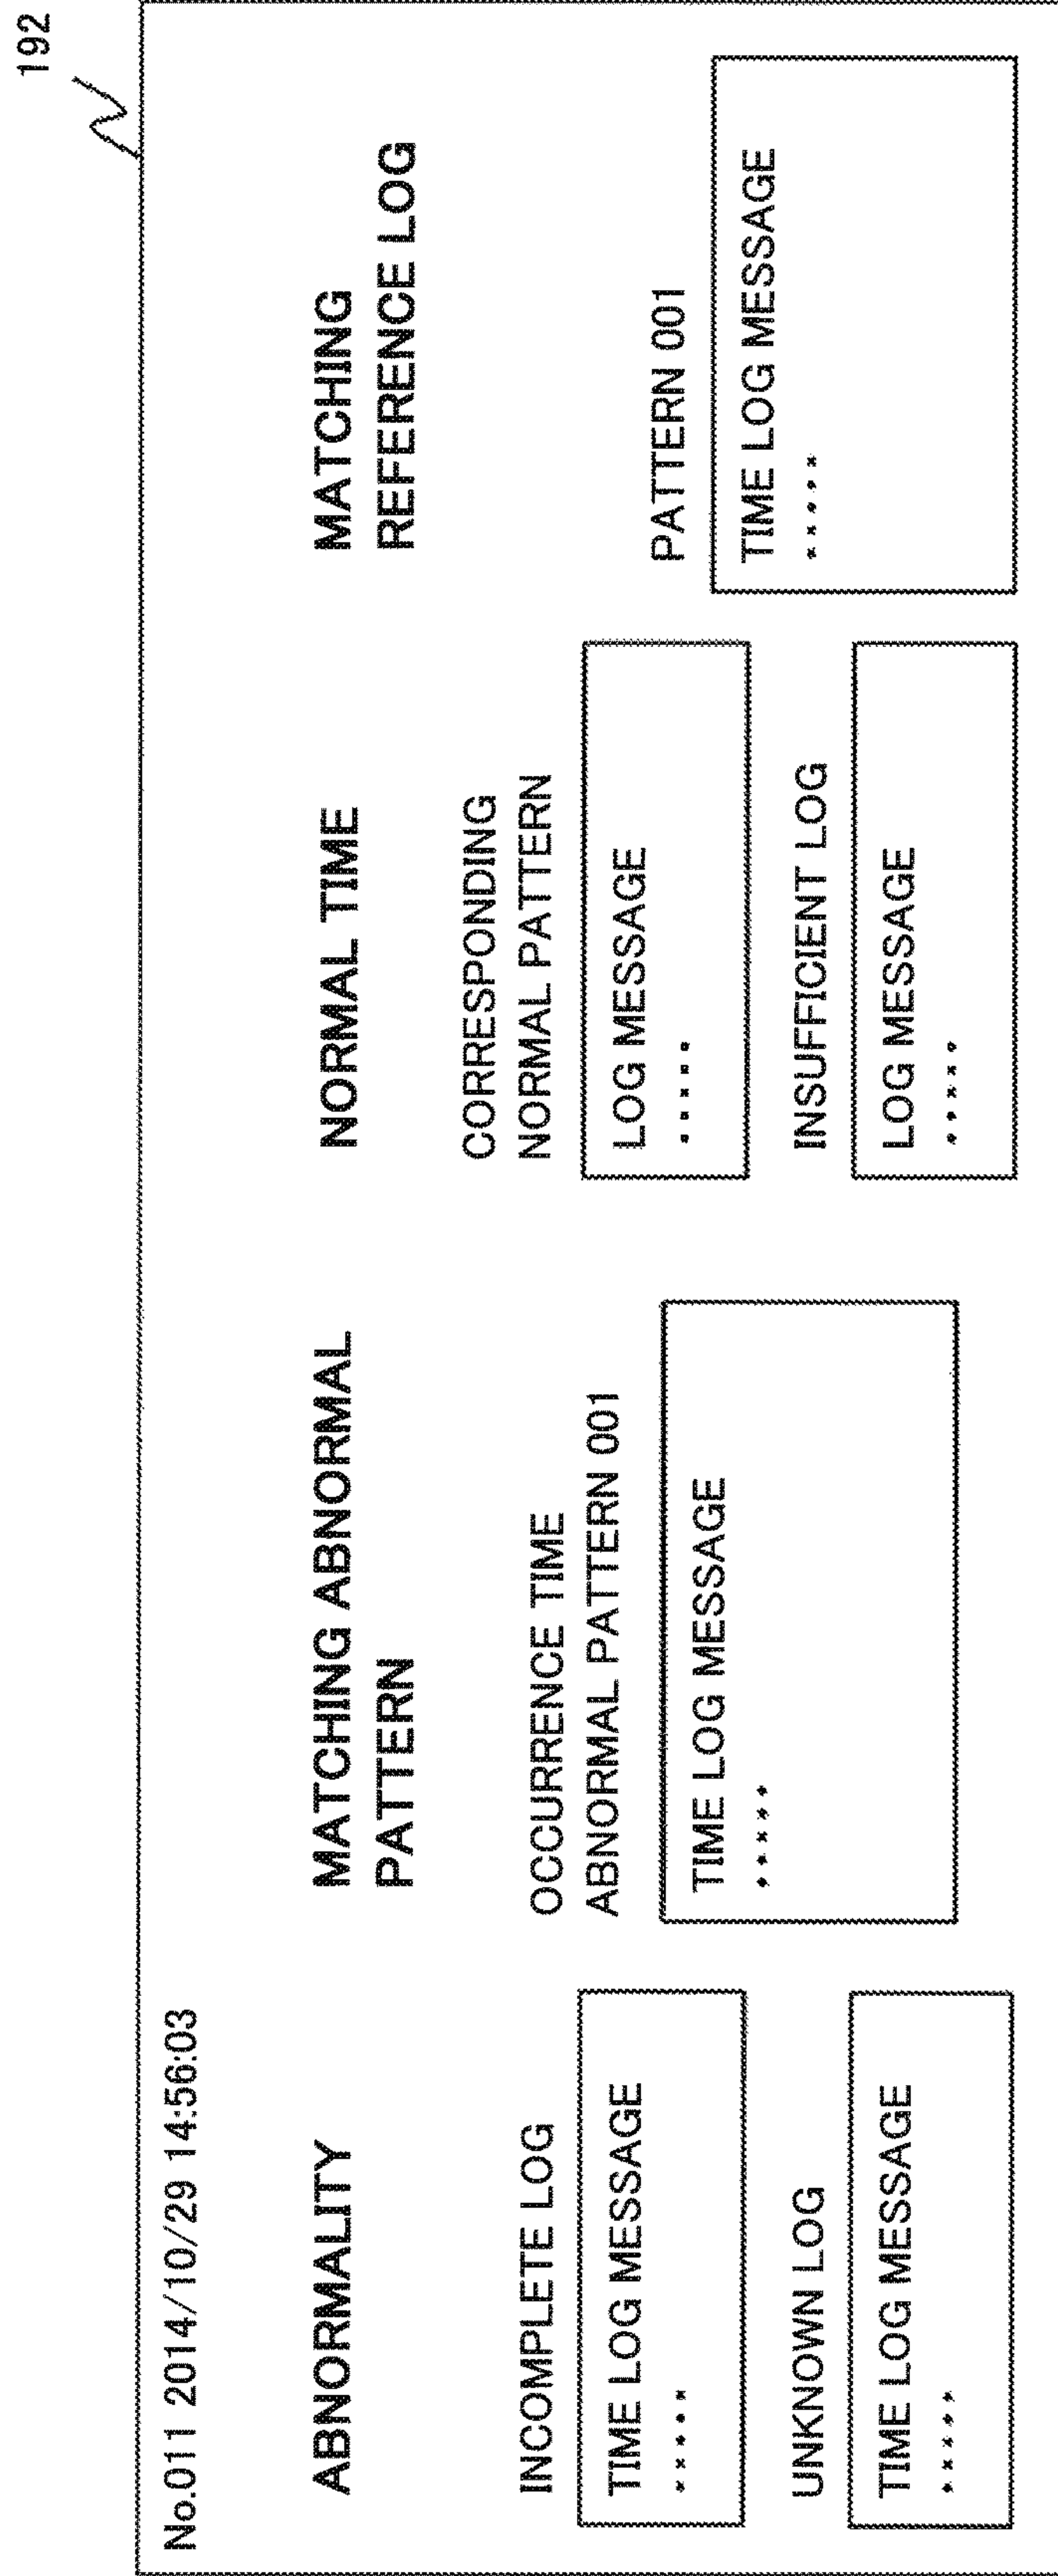 192
No.011 2014/10/29 14:56:03
ABNORMALITY
INCOMPLETE LOG
TIME LOG MESSAGE
.....
UNKNOWN LOG
TIME LOG MESSAGE
.....
MATCHING ABNORMAL
PATTERN
OCCURRENCE TIME
ABNORMAL PATTERN 001
TIME LOG MESSAGE
.....
NORMAL TIME
CORRESPONDING
NORMAL PATTERN
LOG MESSAGE
.....
INSUFFICIENT LOG
LOG MESSAGE
.....
MATCHING
REFERENCE LOG
PATTERN 001
TIME LOG MESSAGE
.....